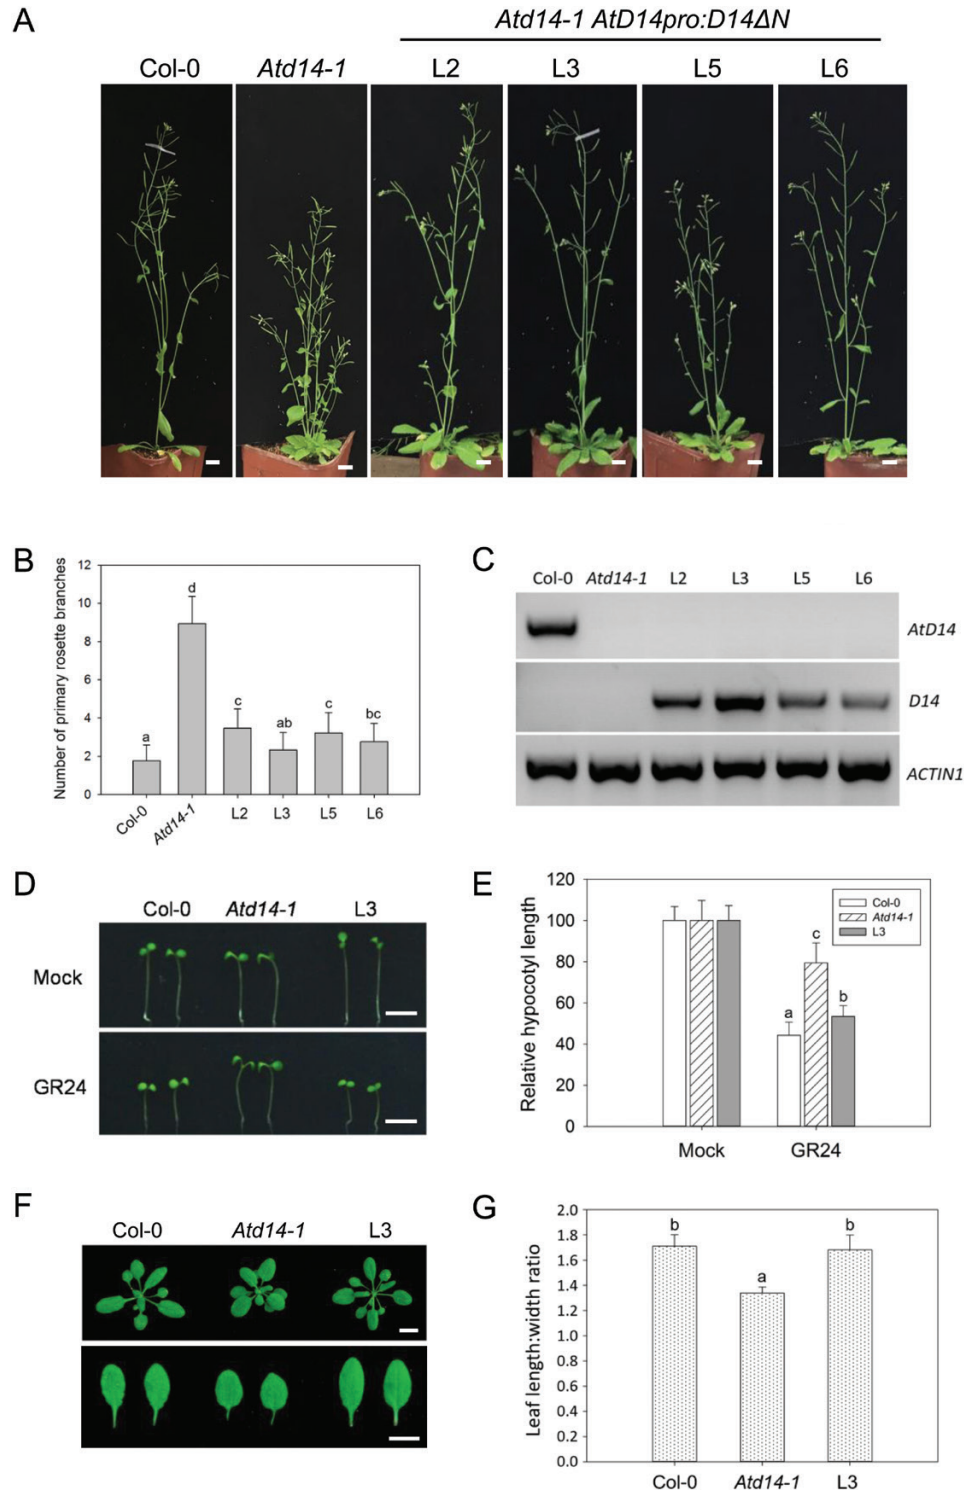 A
Atd14-1 AtD14pro:D14ΔN
Col-0 Atd14-1 L2 L3 L5 L6
B
Number of primary rosette branches
12
10
8
6
4
2
0
a d c ab c bc
Col-0 Atd14-1 L2 L3 L5 L6
C
Col-0 Atd14-1 L2 L3 L5 L6
AtD14
D14
ACTIN1
D
Col-0 Atd14-1 L3
Mock
GR24
E
Relative hypocotyl length
120
100
80
60
40
20
0
Col-0
Atd14-1
L3
a c b
Mock GR24
F
Col-0 Atd14-1 L3
G
Leaf length:width ratio
2.0
1.8
1.6
1.4
1.2
1.0
0.8
0.6
0.4
0.2
0.0
b a b
Col-0 Atd14-1 L3